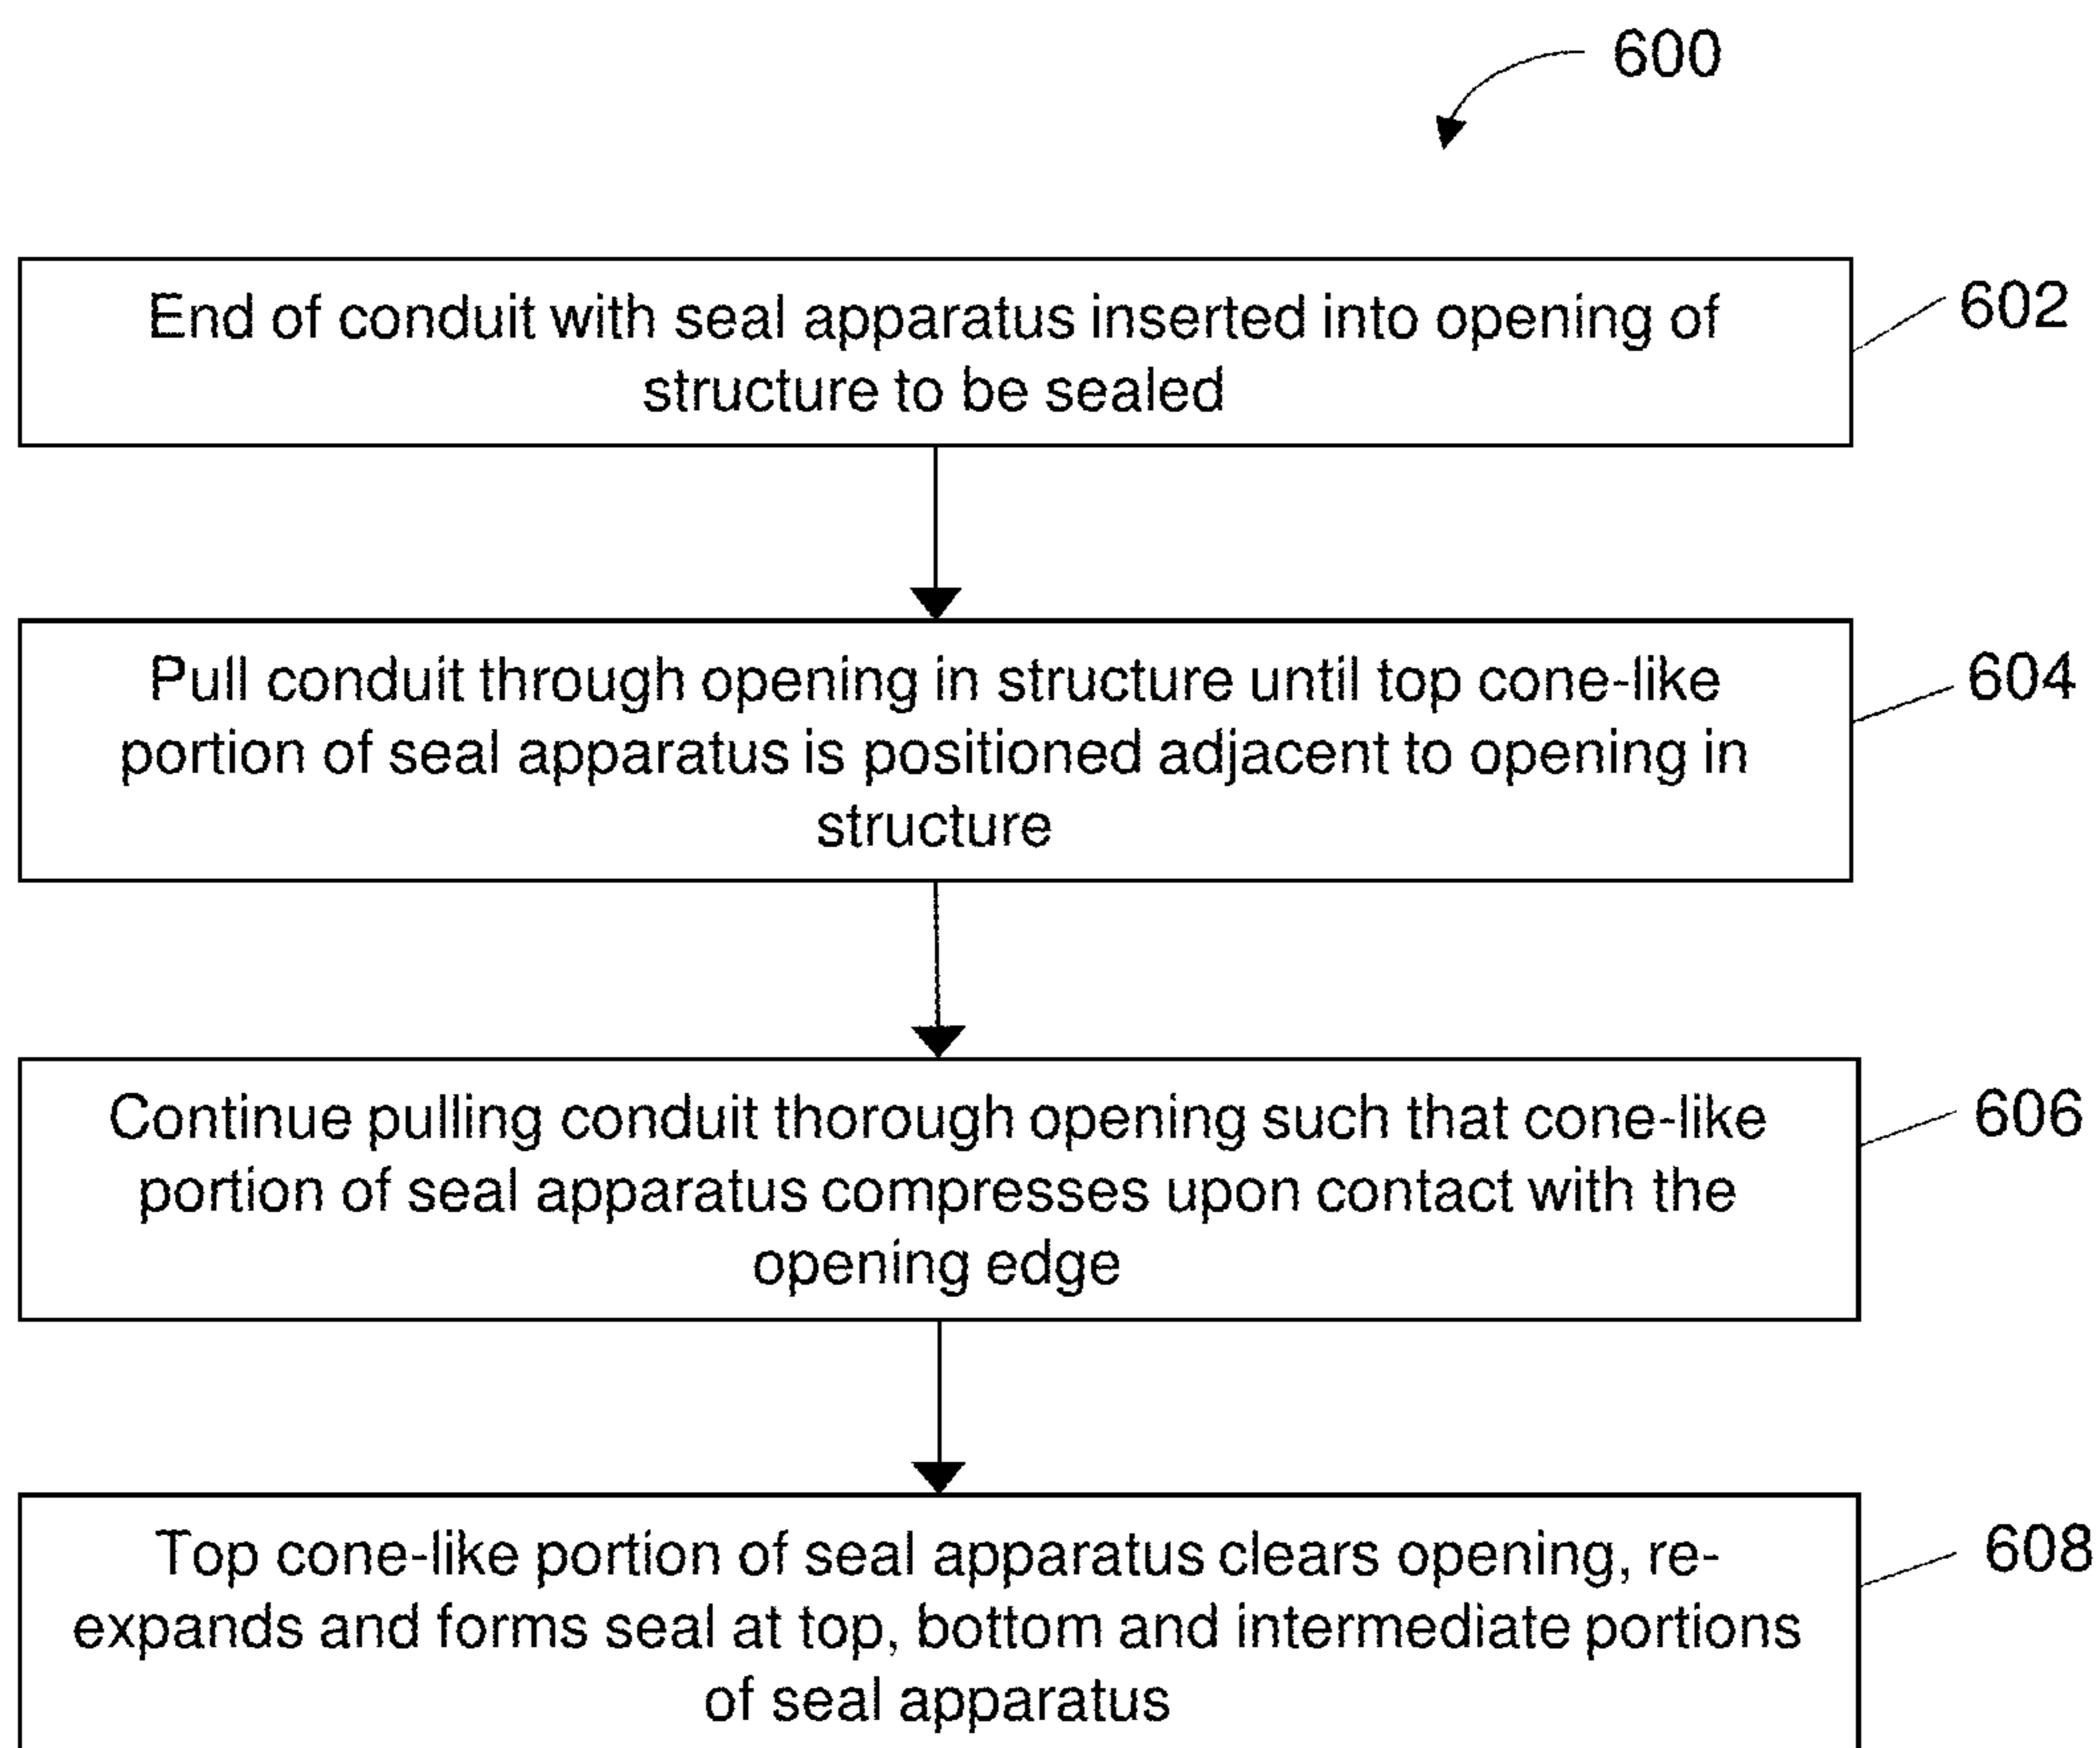 600
End of conduit with seal apparatus inserted into opening of
structure to be sealed
602
Pull conduit through opening in structure until top cone-like
portion of seal apparatus is positioned adjacent to opening in
structure
604
Continue pulling conduit thorough opening such that cone-like
portion of seal apparatus compresses upon contact with the
opening edge
606
Top cone-like portion of seal apparatus clears opening, re-
expands and forms seal at top, bottom and intermediate portions
of seal apparatus
608